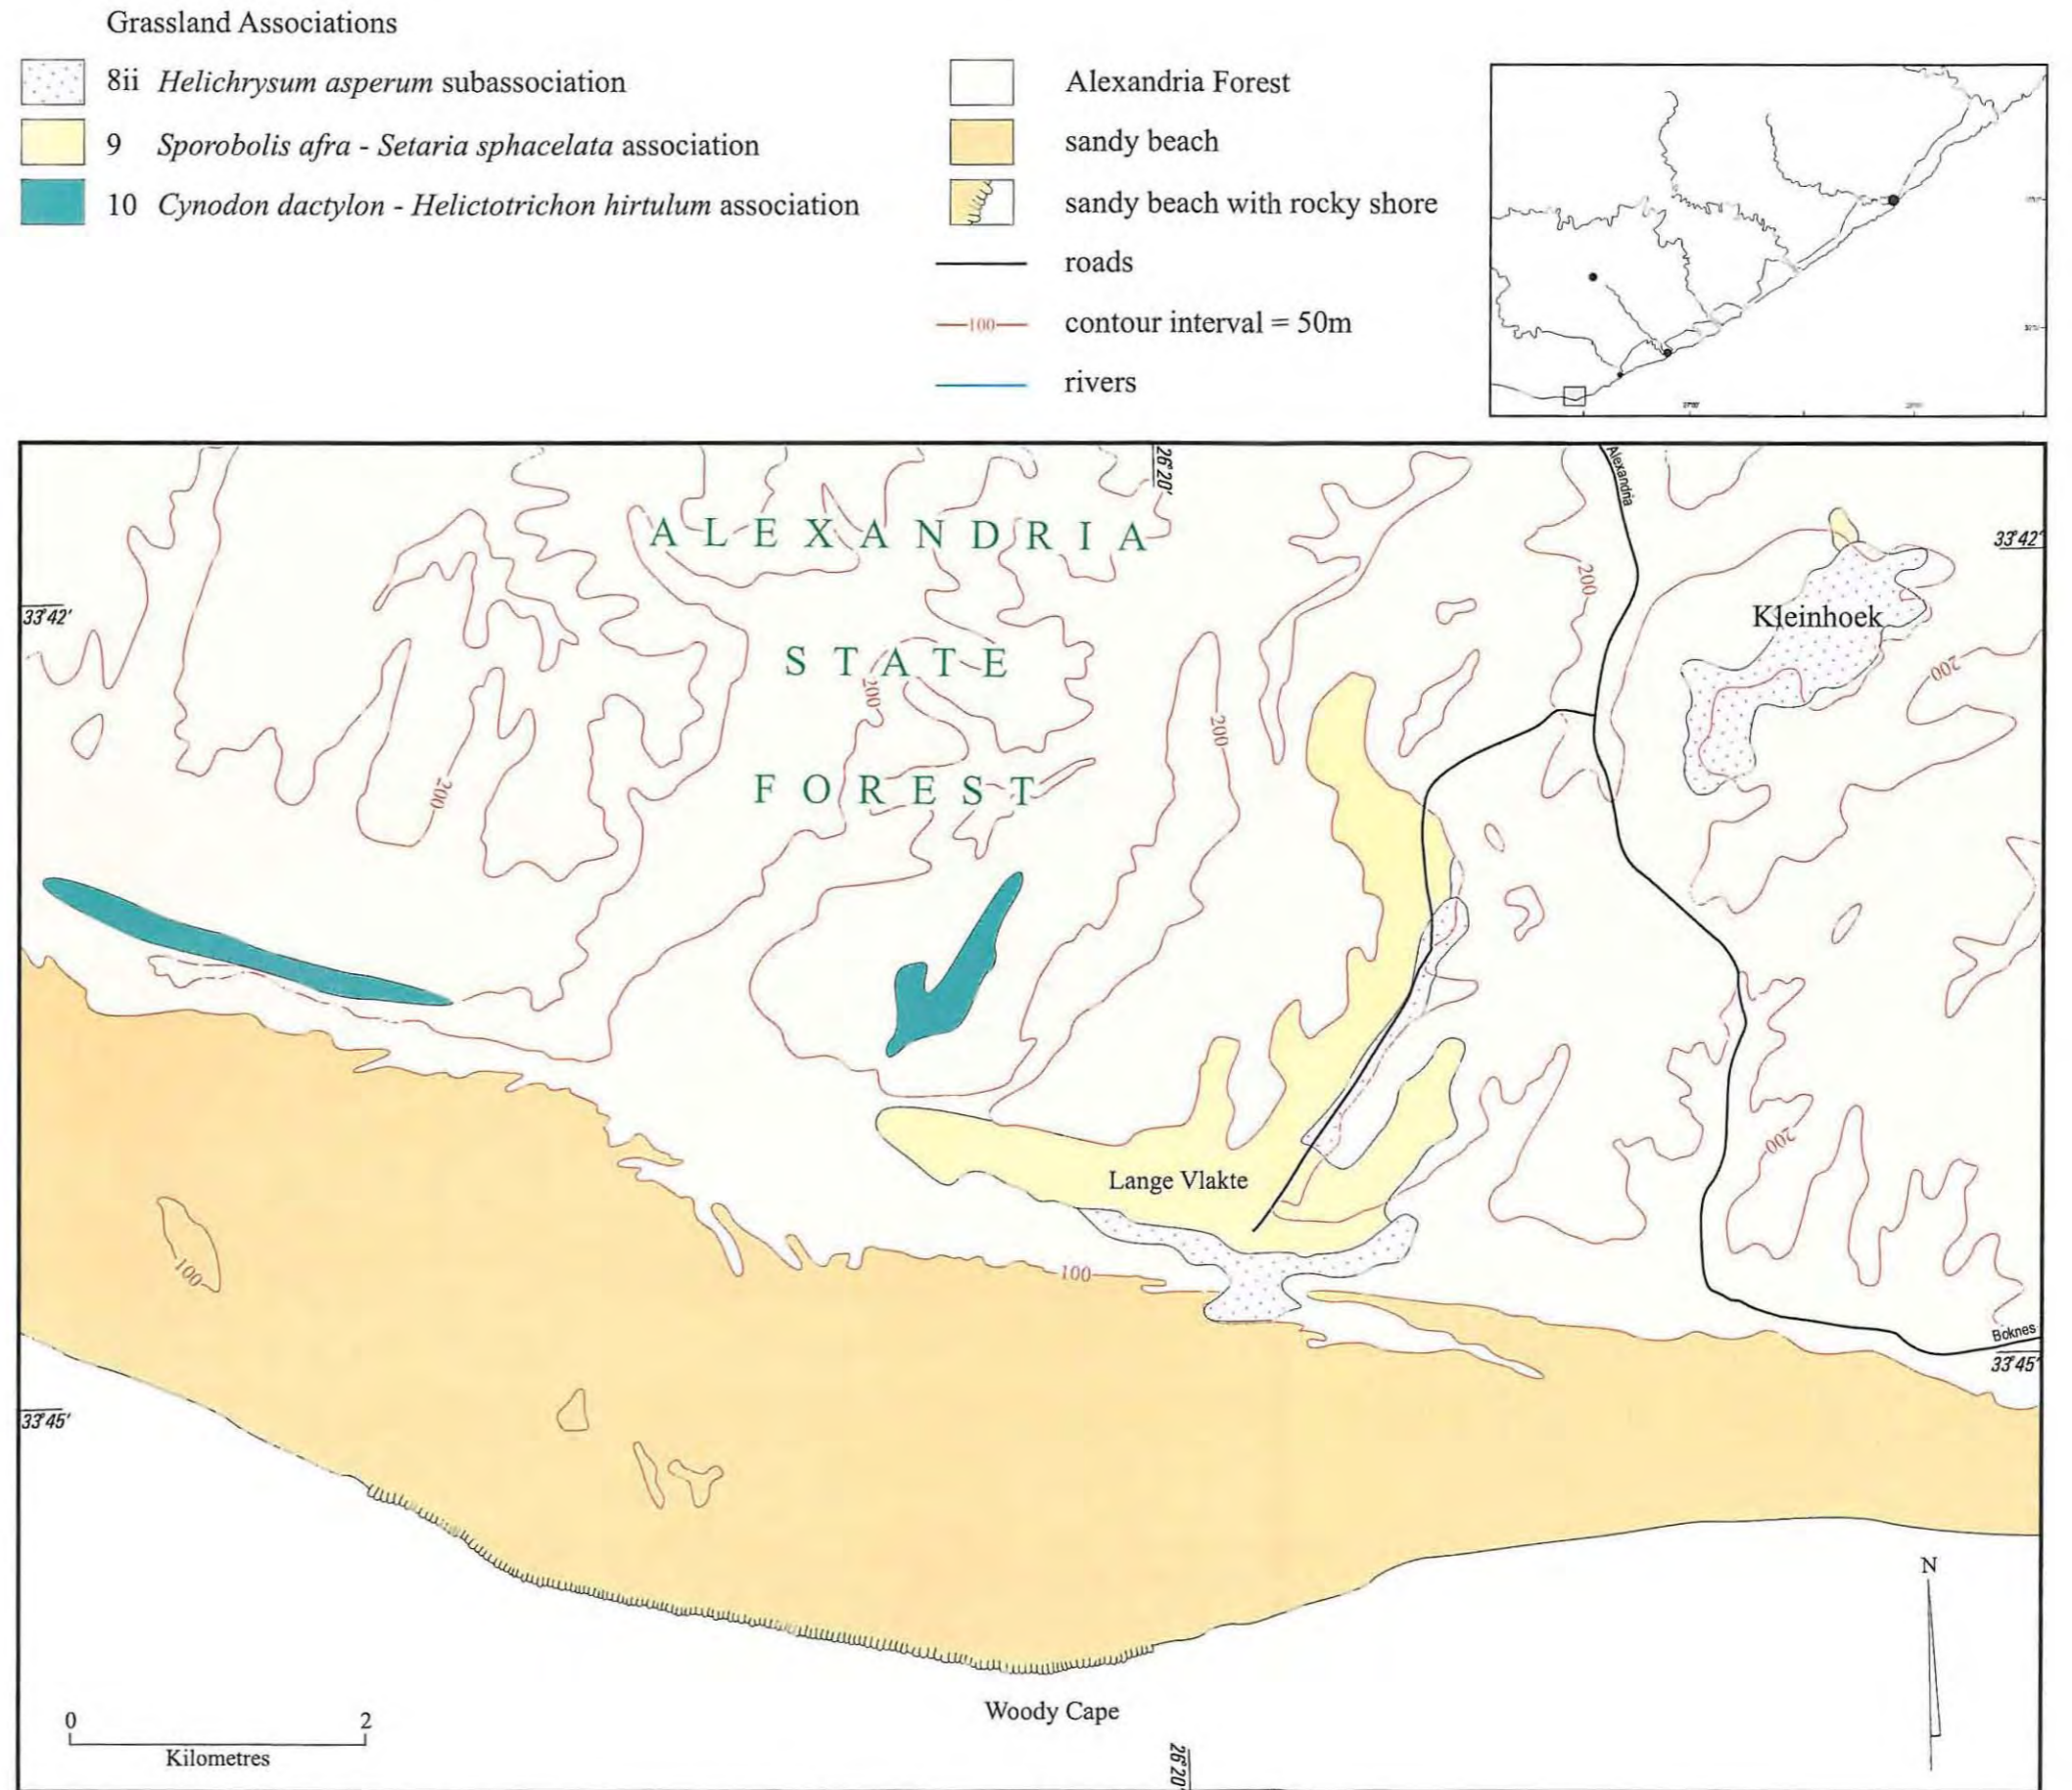 Grassland Associations
8ii Helichrysum asperum subassociation
9 Sporobolis afra - Setaria sphacelata association
10 Cynodon dactylon - Helictotrichon hirtulum association
Alexandria Forest
sandy beach
sandy beach with rocky shore
roads
100
contour interval = 50m
rivers
26°20'
Alexandria
33°42'
33°42'
ALEXANDRIA
STATE
FOREST
Kleinhoek
200
200
200
200
200
200
Lange Vlakte
100
100
Boknes
33°45'
33°45'
N
Woody Cape
0 2
Kilometres
26°20'